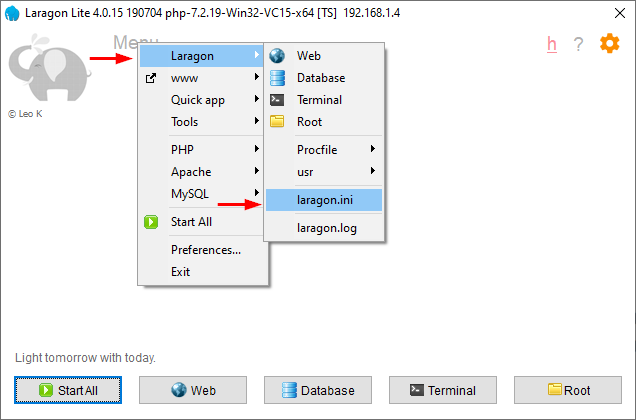 Laragon Lite 4.0.15 190704 php-7.2.19-Win32-VC15-x64 [TS] 192.168.1.4
Menu
h ?
© Leo K
Laragon
www
Quick app
Tools
PHP
Apache
MySQL
Start All
Preferences...
Exit
Web
Database
Terminal
Root
Procfile
usr
laragon.ini
laragon.log
Light tomorrow with today.
Start All Web Database Terminal Root